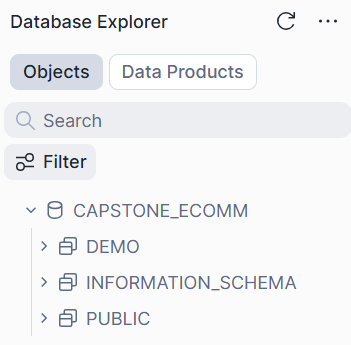 Database Explorer
Objects Data Products
Search
Filter
CAPSTONE_ECOMM
DEMO
INFORMATION_SCHEMA
PUBLIC